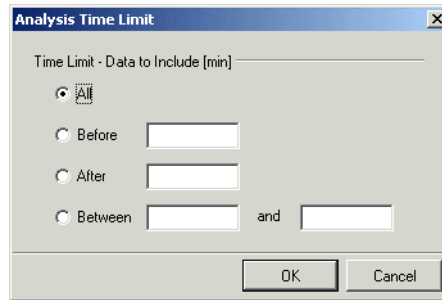 Analysis Time Limit
Time Limit - Data to Include [min]
All
Before
After
Between and
OK Cancel